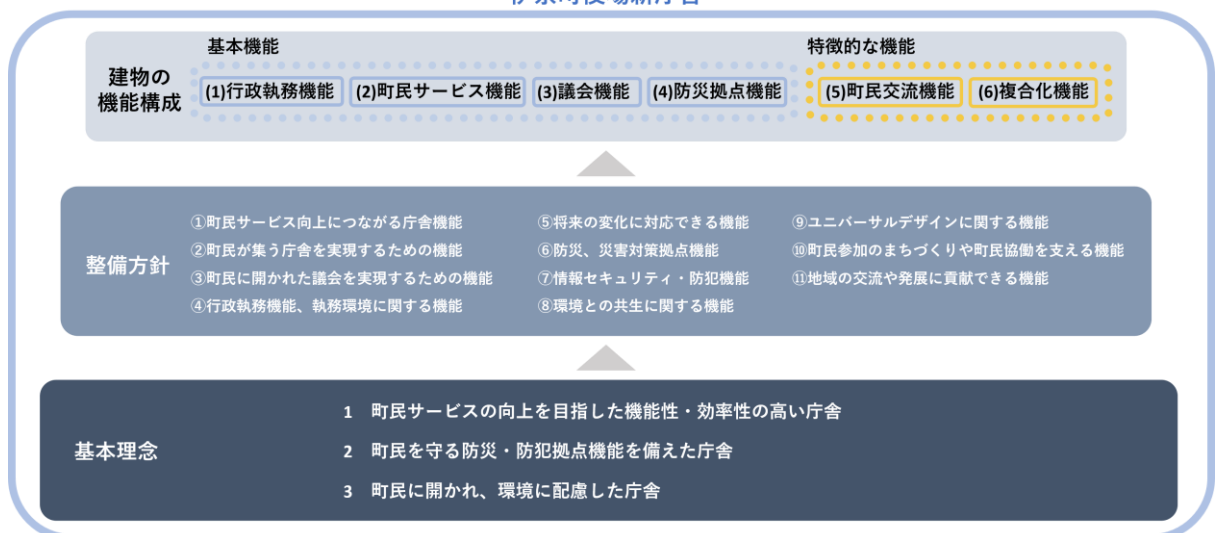 基本機能
特徴的な機能
建物の
機能構成
(1)行政執務機能
(2)町民サービス機能
(3)議会機能
(4)防災拠点機能
(5)町民交流機能
(6)複合化機能
整備方針
①町民サービス向上につながる庁舎機能
②町民が集う庁舎を実現するための機能
③町民に開かれた議会を実現するための機能
④行政執務機能、執務環境に関する機能
⑤将来の変化に対応できる機能
⑥防災、災害対策拠点機能
⑦情報セキュリティ・防犯機能
⑧環境との共生に関する機能
⑨ユニバーサルデザインに関する機能
⑩町民参加のまちづくりや町民協働を支える機能
⑪地域の交流や発展に貢献できる機能
基本理念
1 町民サービスの向上を目指した機能性・効率性の高い庁舎
2 町民を守る防災・防犯拠点機能を備えた庁舎
3 町民に開かれ、環境に配慮した庁舎